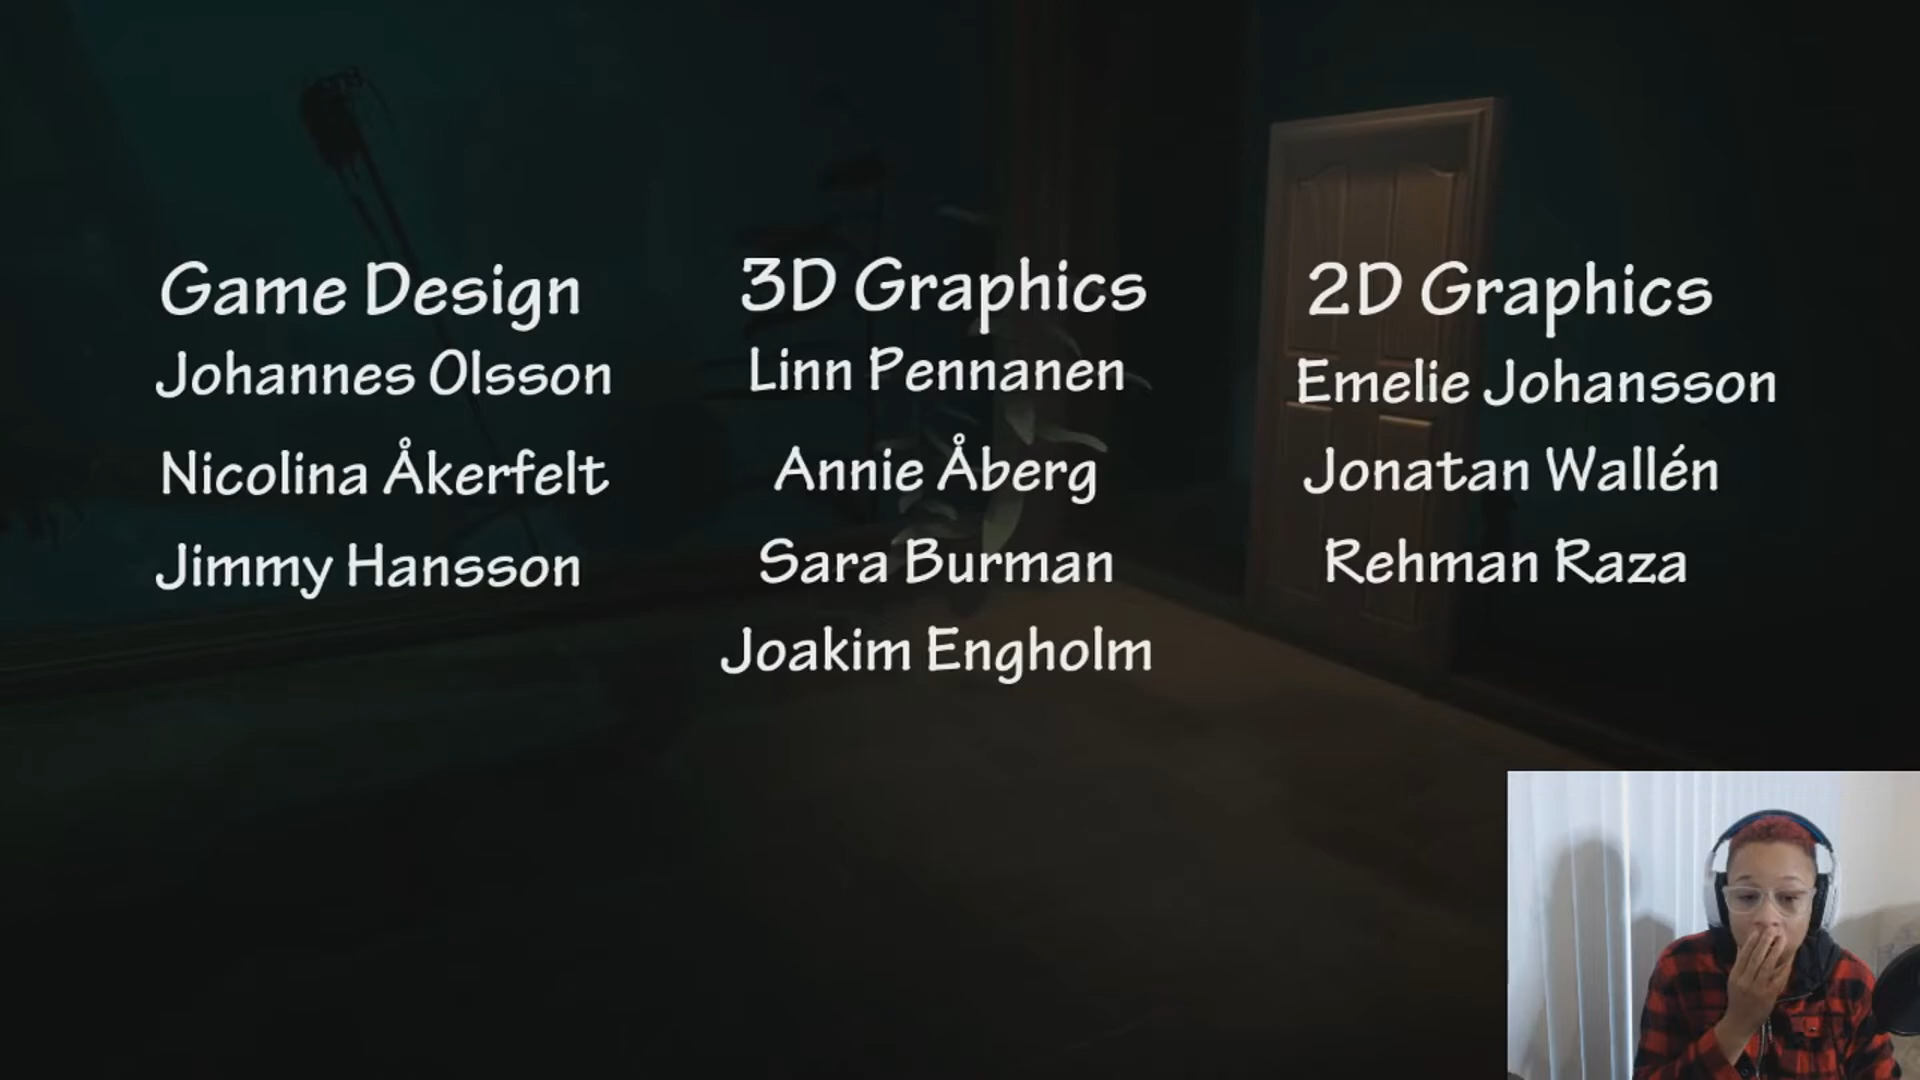 Game Design
Johannes Olsson
Nicolina Åkerfelt
Jimmy Hansson
3D Graphics
Linn Pennanen
Annie Åberg
Sara Burman
Joakim Engholm
2D Graphics
Emelie Johansson
Jonatan Wallén
Rehman Raza